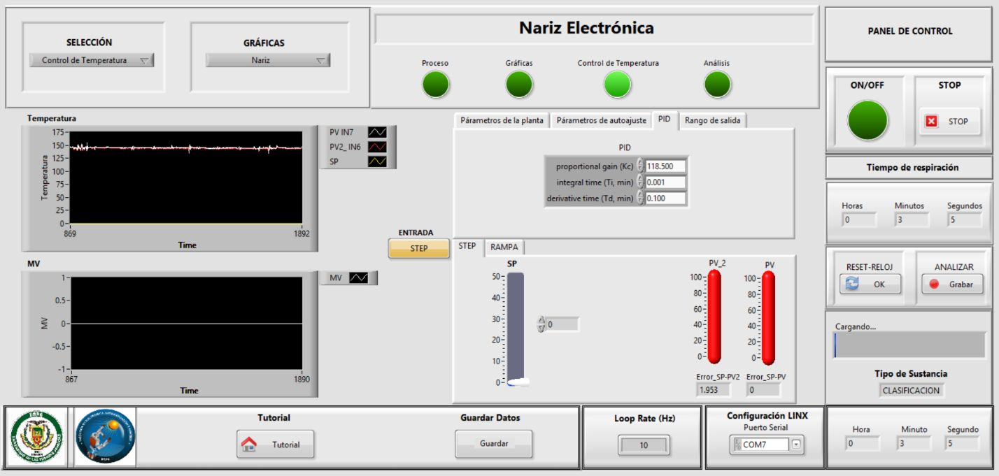 SELECCIÓN
Control de Temperatura
GRÁFICAS
Nariz
Nariz Electrónica
Proceso
Gráficas
Control de Temperatura
Análisis
PANEL DE CONTROL
ON/OFF
STOP
STOP
Temperatura
175
150
125
100
75
50
25
0
Temperatura
869
1892
Time
PV IN7
PV2_ IN6
SP
Párametros de la planta
Párametros de autoajuste
PID
Rango de salida
PID
proportional gain (Kc) 118.500
integral time (Ti, min) 0.001
derivative time (Td, min) 0.100
Tiempo de respiración
Horas
Minutos
Segundos
0
3
5
ENTRADA
STEP
MV
1
0.5
0
-0.5
-1
MV
867
1890
Time
MV
STEP
RAMPA
SP
50
40
30
20
10
0
0
PV_2
100
80
60
40
20
0
PV
100
80
60
40
20
0
Error_SP-PV2
1.953
Error_SP-PV
0
RESET-RELOJ
OK
ANALIZAR
Grabar
Cargando...
Tipo de Sustancia
CLASIFICACION
ESPE
Tutorial
Tutorial
Guardar Datos
Guardar
Loop Rate (Hz)
10
Configuración LINX
Puerto Serial
COM7
Hora
Minuto
Segundo
0
3
5